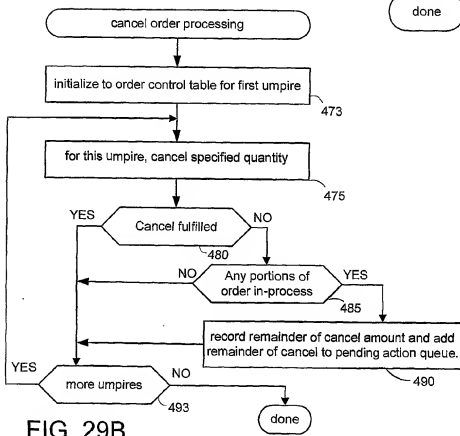 done
cancel order processing
initialize to order control table for first umpire
473
for this umpire, cancel specified quantity
475
YES
Cancel fulfilled
NO
480
NO
Any portions of
order in-process
YES
485
record remainder of cancel amount and add
remainder of cancel to pending action queue.
490
YES
more umpires
NO
493
done
FIG. 29B